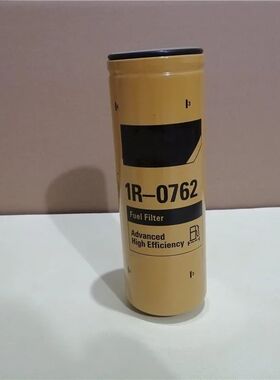 1R-0762
Fuel Filter
Advanced
High Efficiency